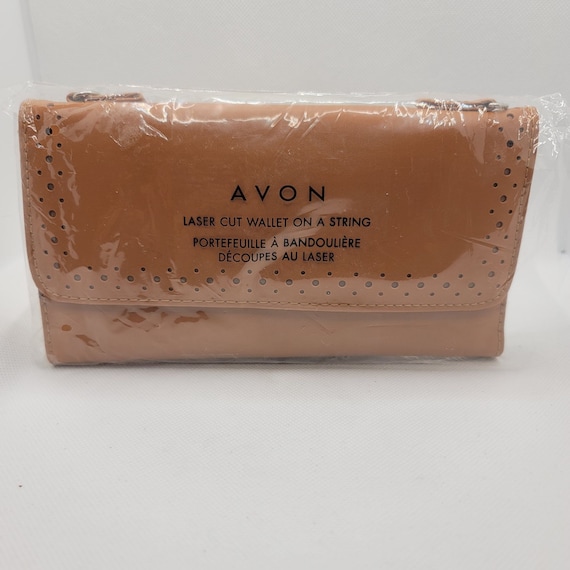 AVON
LASER CUT WALLET ON A STRING
PORTEFEUILLE À BANDOULIÈRE
DÉCOUPES AU LASER